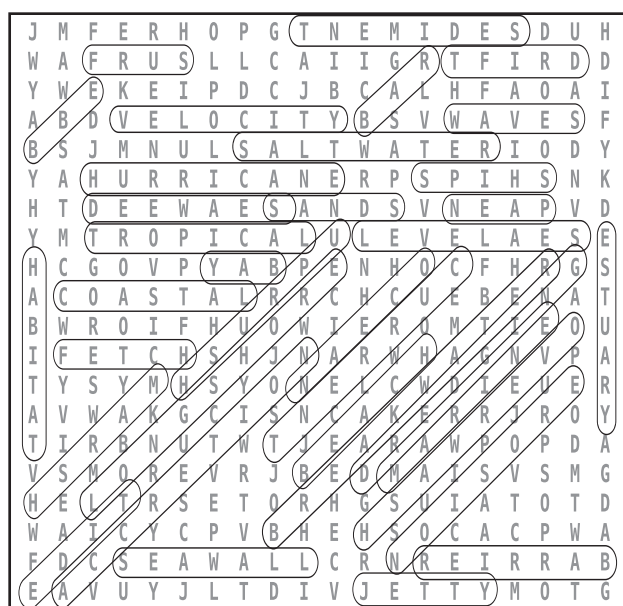 J M F E R H O P G T N E M I D E S D U H
W A F R U S L L C A I I G R T F I R D D
Y W E K E I P D C J B C A L H F A O A I
A B D V E L O C I T Y B S V W A V E S F
B S J M N U L S A L T W A T E R I O D Y
Y A H U R R I C A N E R P S P I H S N K
H T D E E W A E S A N D S V N E A P V D
Y M T R O P I C A L U L E V E L A E S E
H C G O V P Y A B P E N H O C F H R G S
A C O A S T A L R R C H C U E B E N A T
B W R O I F H U O W I E R O M T I E O U
I F E T C H S H J N A R W H A G N V P A
T Y S Y M H S Y O N E L C W D I E U E R
A V W A K G C I S N C A K E R R J R O Y
T I R B N U T W T J E A R A W P O P D A
V S M O R E V R J B E D M A I S V S M G
H E L T R S E T O R H G S U I A T O T D
W A I C Y C P V B H E H S O C A C P W A
F D C S E A W A L L C R N R E I R R A B
E A V U Y J L T D I V J E T T Y M O T G